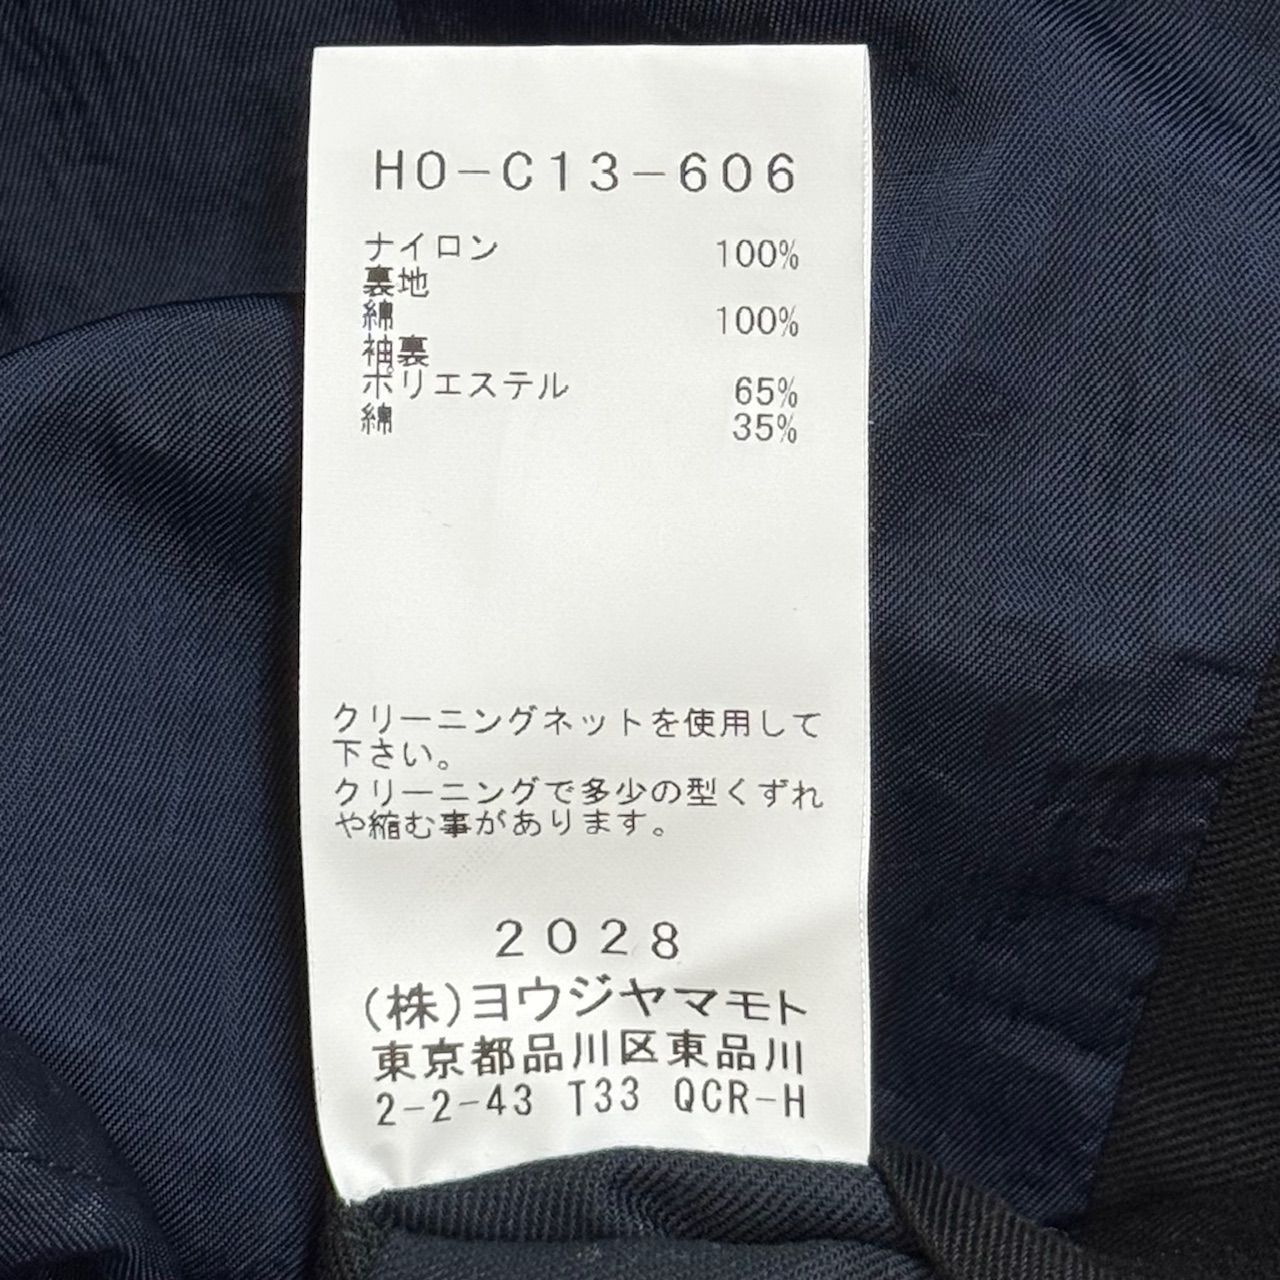 HO-C13-606
ナイロン 100%
裏地
綿 100%
袖裏
ポリエステル 65%
綿 35%
クリーニングネットを使用して
下さい。
クリーニングで多少の型くずれ
や縮む事があります。
2028
(株)ヨウジヤマモト
東京都品川区東品川
2-2-43 T33 QCR-H